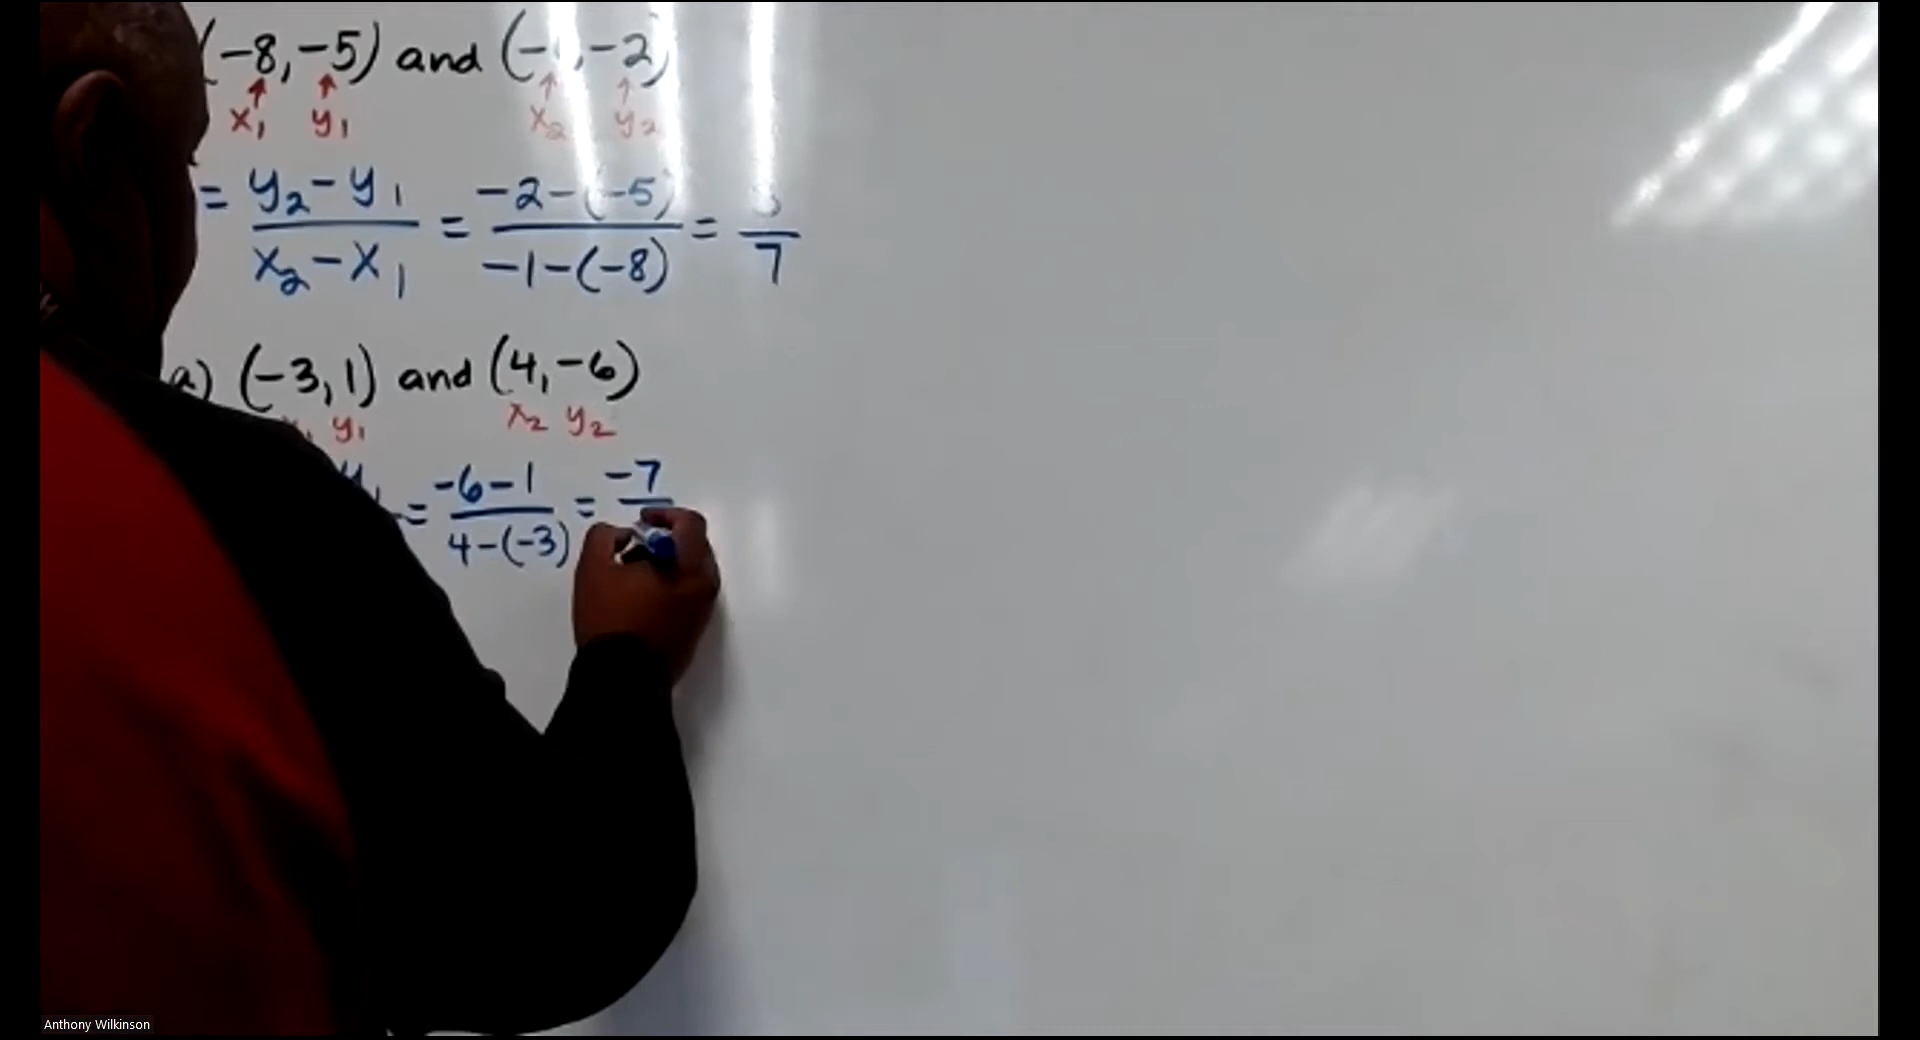 (-8, -5) and (- , -2)
x₁ y₁ x₂ y₂
= y₂ - y₁ / x₂ - x₁ = -2 - (-5) / -1 - (-8) = / 7
a) (-3, 1) and (4, -6)
y₁ x₂ y₂
= -6 - 1 / 4 - (-3) = -7
Anthony Wilkinson